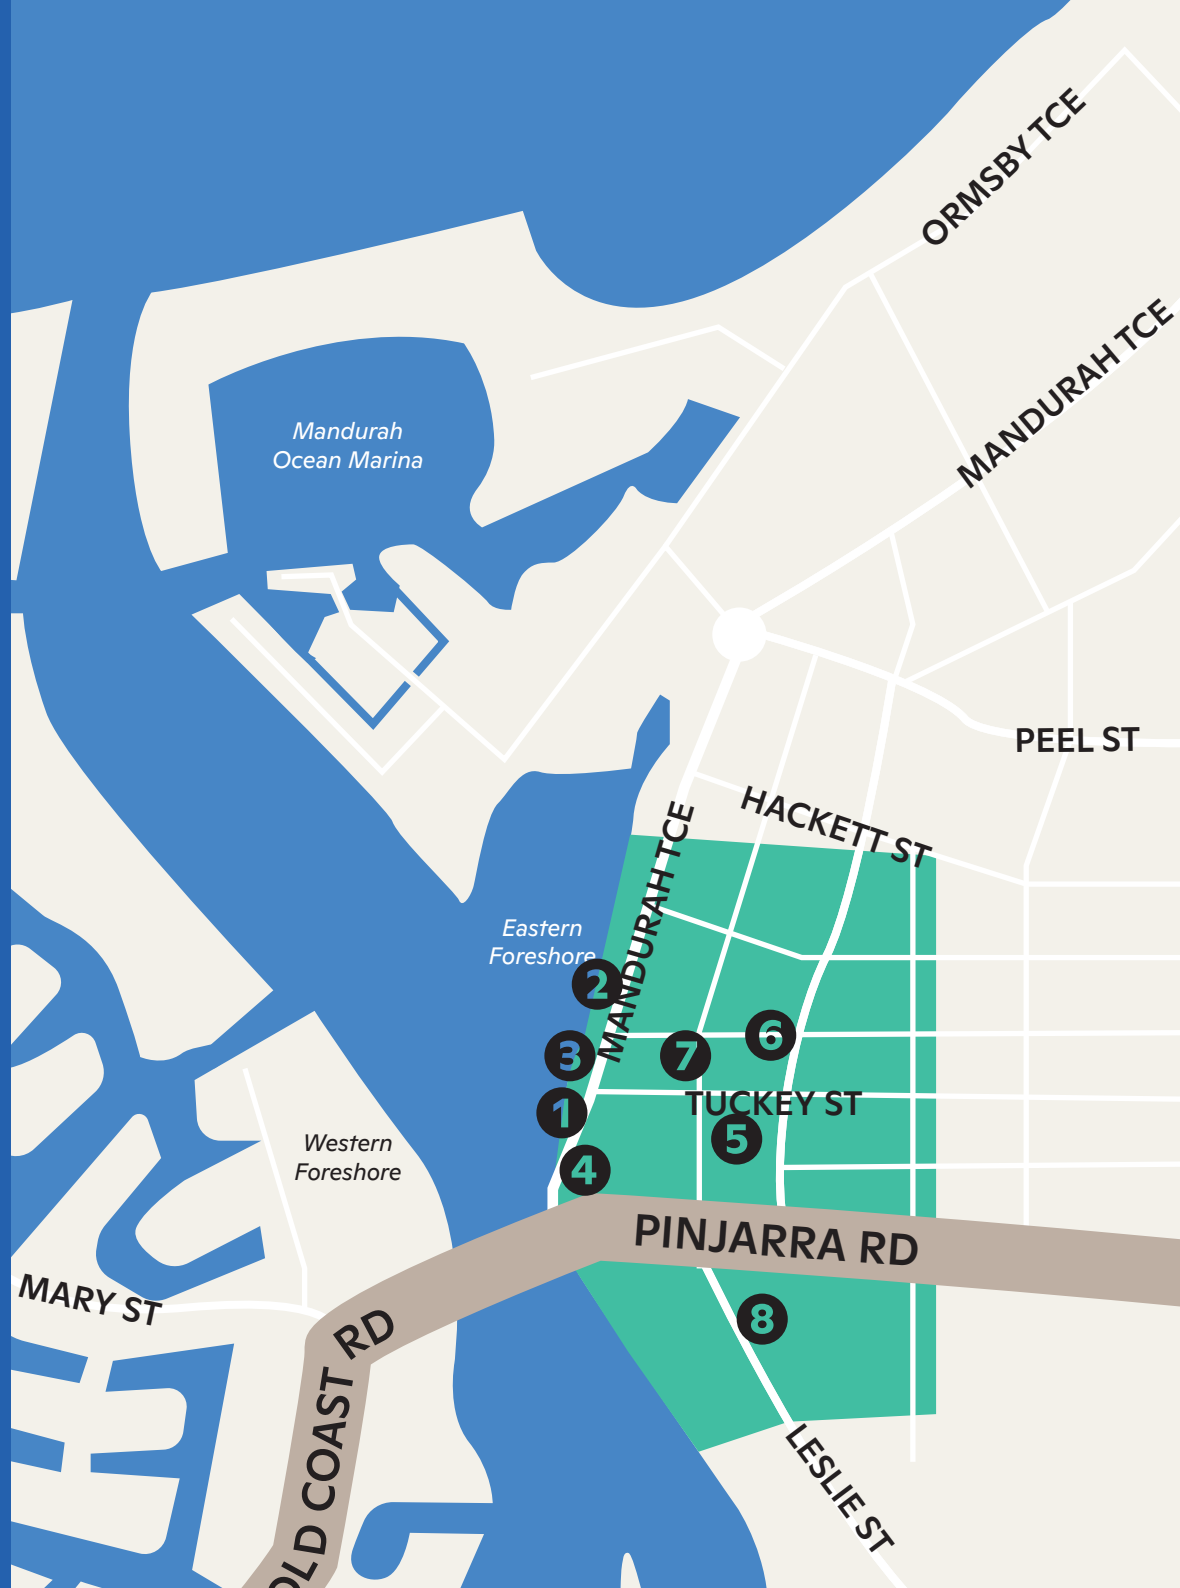 ORMSBY TCE
MANDURAH TCE
Mandurah
Ocean Marina
PEEL ST
HACKETT ST
MANDURAH TCE
Eastern
Foreshore
2
6
3
7
TUCKEY ST
1
5
Western
Foreshore
4
PINJARRA RD
MARY ST
8
OLD COAST RD
LESLIE ST